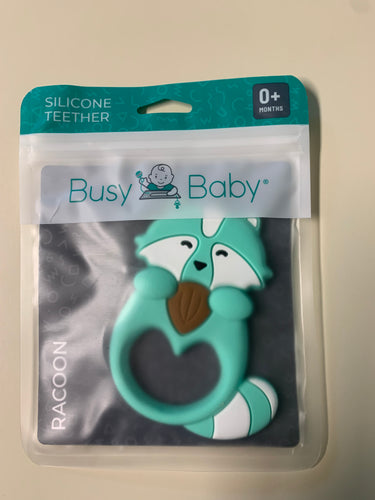 SILICONE
TEETHER
0+
MONTHS
Busy Baby®
RACOON